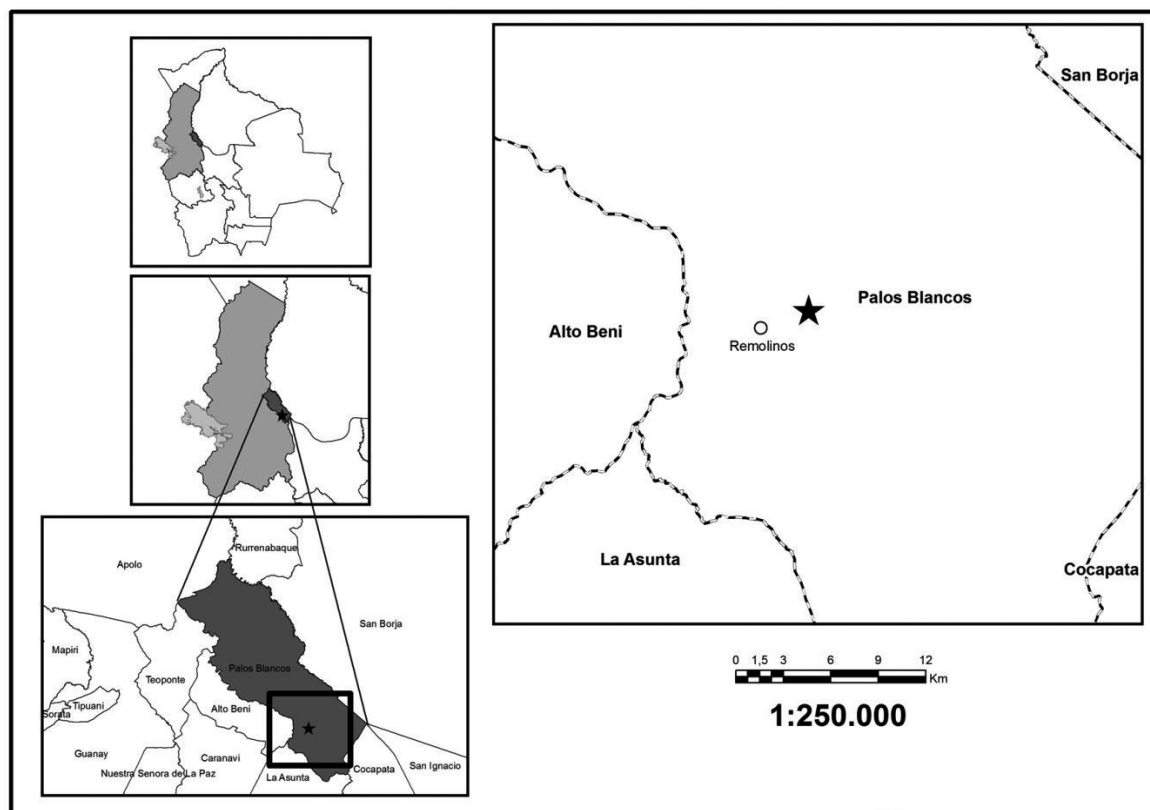 San Borja
Palos Blancos
Alto Beni
Remolinos
La Asunta
Cocapata
0 1,5 3 6 9 12
Km
1:250.000
Rurrenabaque
Apolo
San Borja
Mapiri
Palos Blancos
Teoponte
Tipuani
Sorata
Alto Beni
Guanay
Caranavi
San Ignacio
Nuestra Senora de La Paz
La Asunta
Cocapata